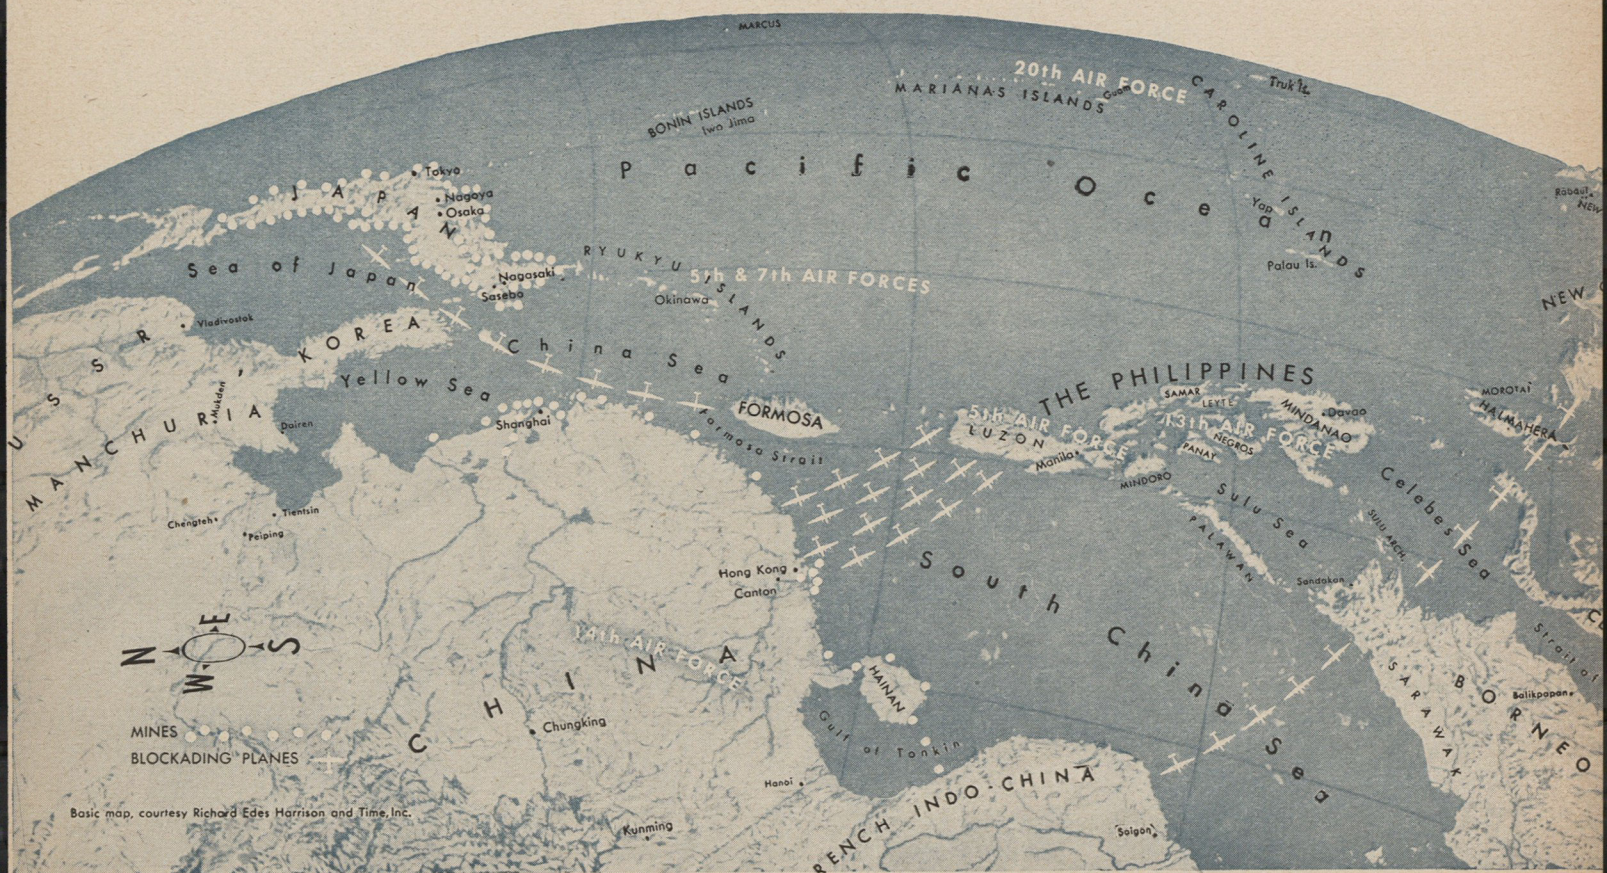 MARCUS
20th AIR FORCE
MARIANAS ISLANDS
Guam
Truk Is.
CAROLINE ISLANDS
BONIN ISLANDS
Iwo Jima
Pacific Ocean
Tokyo
JAPAN
Nagoya
Osaka
Rabaul
NEW
Yap
Palau Is.
Sea of Japan
Nagasaki
Sasebo
RYUKYU ISLANDS
5th & 7th AIR FORCES
Okinawa
NEW
Vladivostok
USSR
KOREA
China Sea
Yellow Sea
MANCHURIA
Mukden
Dairen
Shanghai
FORMOSA
Formosa Strait
THE PHILIPPINES
SAMAR
LEYTE
MINDANAO
Davao
5th AIR FORCE
LUZON
Manila
13th AIR FORCE
NEGROS
PANAY
MINDORO
MOROTAI
HALMAHERA
Celebes Sea
Sulu Sea
SULU ARCH.
PALAWAN
Sandakan
Chengteh
Tientsin
Peiping
Hong Kong
Canton
South China Sea
N E S W
14th AIR FORCE
CHINA
HAINAN
SARAWAK
BORNEO
Balikpapan
Strait of
Chungking
Gulf of Tonkin
MINES
BLOCKADING PLANES
Hanoi
RENCH INDO-CHINA
Saigon
Basic map, courtesy Richard Edes Harrison and Time, Inc.
Kunming